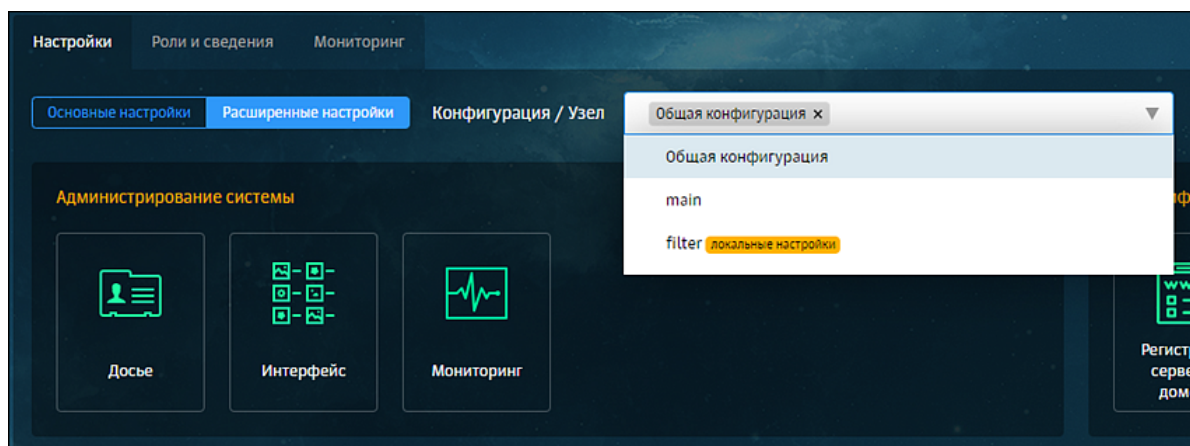 Настройки Роли и сведения Мониторинг
Основные настройки Расширенные настройки Конфигурация / Узел Общая конфигурация ×
Общая конфигурация
Администрирование системы
main
filter локальные настройки
Досье Интерфейс Мониторинг